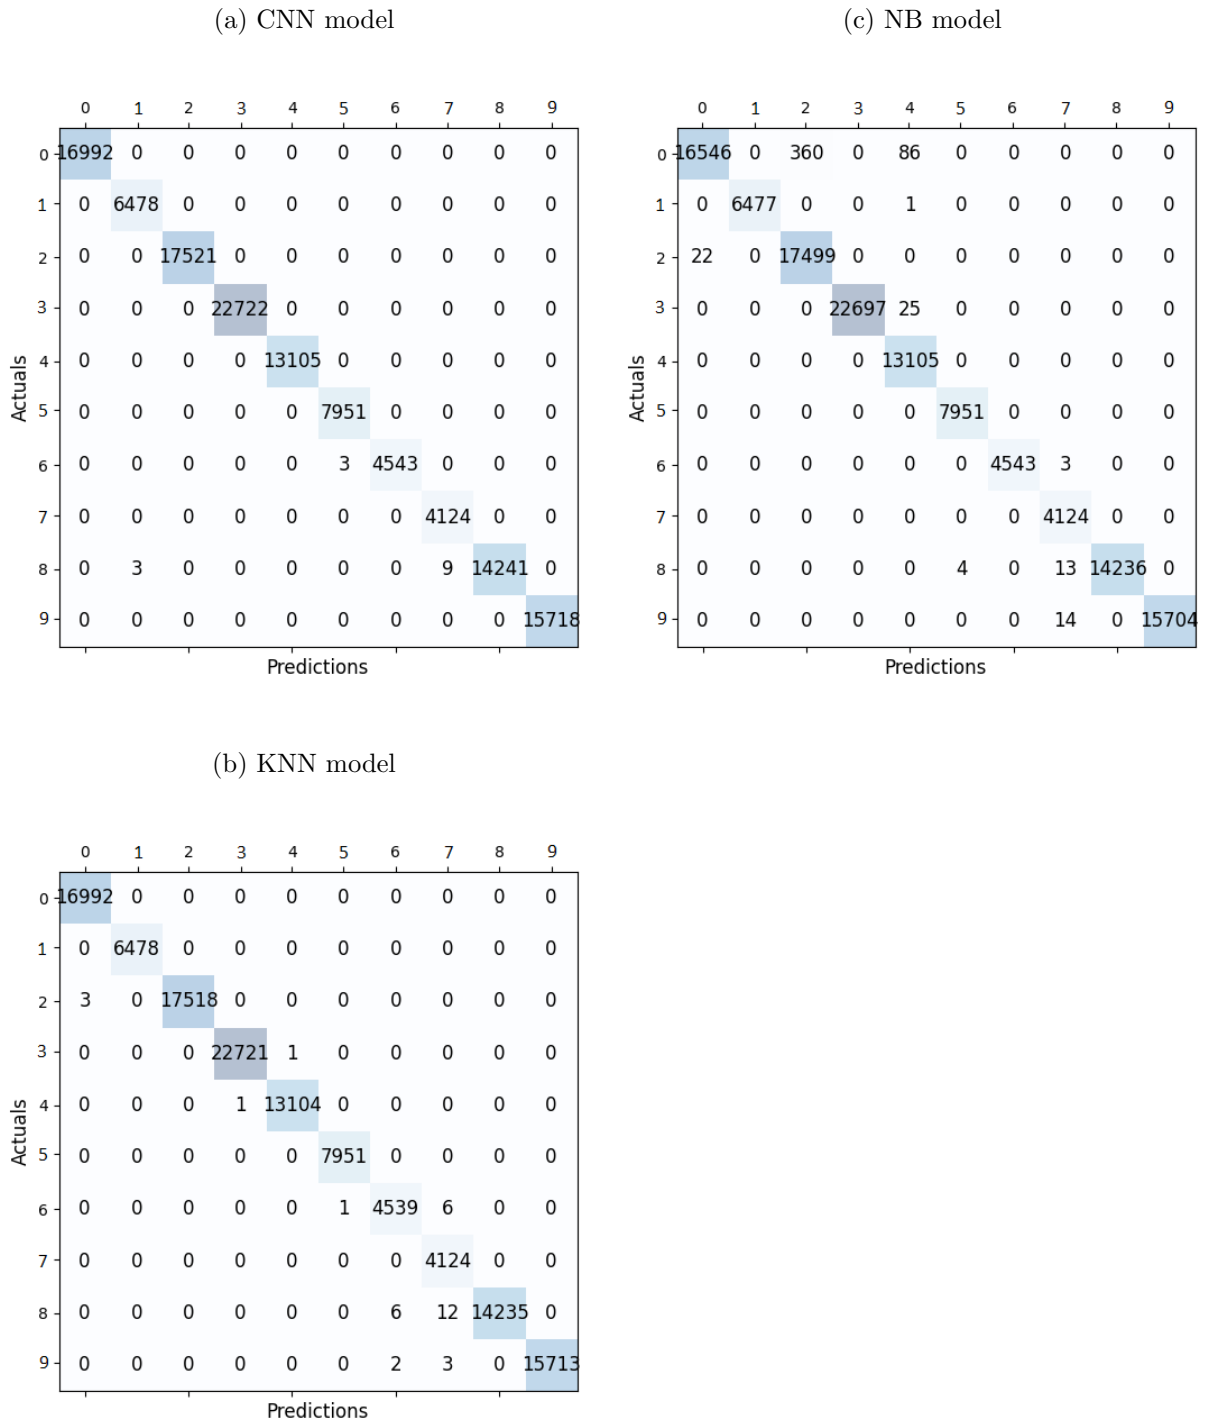 (a) CNN model
0 1 2 3 4 5 6 7 8 9
0 16992 0 0 0 0 0 0 0 0 0
1 0 6478 0 0 0 0 0 0 0 0
2 0 0 17521 0 0 0 0 0 0 0
3 0 0 0 22722 0 0 0 0 0 0
4 0 0 0 0 13105 0 0 0 0 0
5 0 0 0 0 0 7951 0 0 0 0
6 0 0 0 0 0 3 4543 0 0 0
7 0 0 0 0 0 0 0 4124 0 0
8 0 3 0 0 0 0 0 9 14241 0
9 0 0 0 0 0 0 0 0 0 15718
Actuals
Predictions
(c) NB model
0 1 2 3 4 5 6 7 8 9
0 16546 0 360 0 86 0 0 0 0 0
1 0 6477 0 0 1 0 0 0 0 0
2 22 0 17499 0 0 0 0 0 0 0
3 0 0 0 22697 25 0 0 0 0 0
4 0 0 0 0 13105 0 0 0 0 0
5 0 0 0 0 0 7951 0 0 0 0
6 0 0 0 0 0 0 4543 3 0 0
7 0 0 0 0 0 0 0 4124 0 0
8 0 0 0 0 0 4 0 13 14236 0
9 0 0 0 0 0 0 0 14 0 15704
Actuals
Predictions
(b) KNN model
0 1 2 3 4 5 6 7 8 9
0 16992 0 0 0 0 0 0 0 0 0
1 0 6478 0 0 0 0 0 0 0 0
2 3 0 17518 0 0 0 0 0 0 0
3 0 0 0 22721 1 0 0 0 0 0
4 0 0 0 1 13104 0 0 0 0 0
5 0 0 0 0 0 7951 0 0 0 0
6 0 0 0 0 0 1 4539 6 0 0
7 0 0 0 0 0 0 0 4124 0 0
8 0 0 0 0 0 0 6 12 14235 0
9 0 0 0 0 0 0 2 3 0 15713
Actuals
Predictions